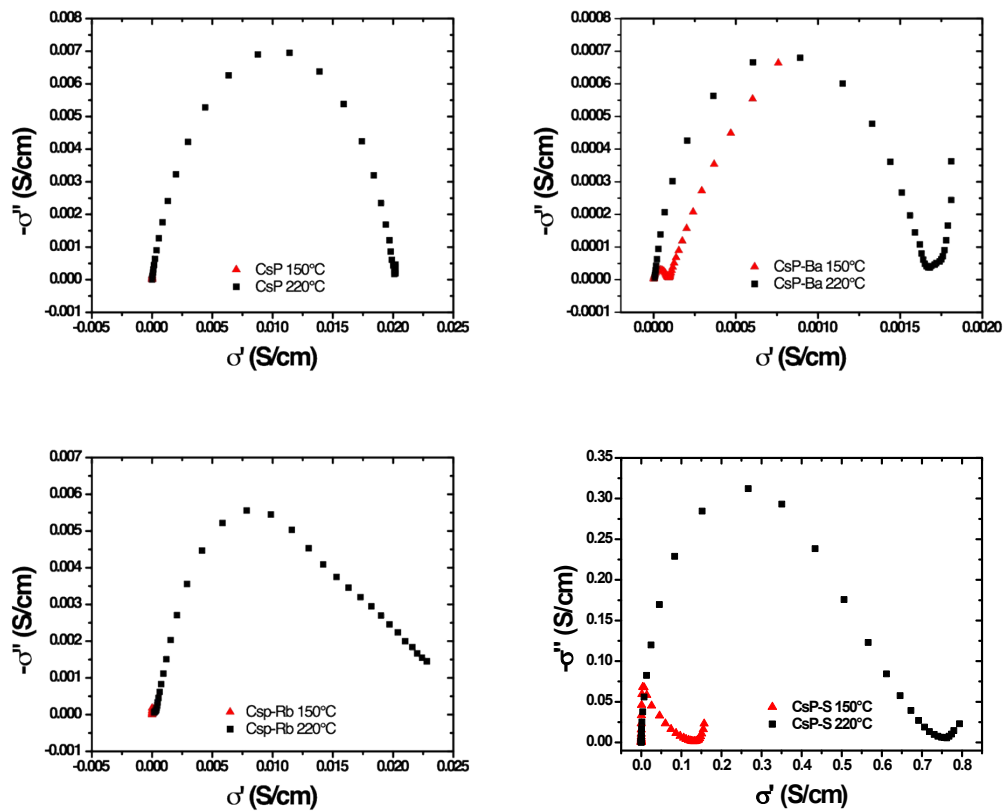 0.008
0.007
0.006
0.005
0.004
0.003
0.002
0.001
0.000
-0.001
-σ'' (S/cm)
CsP 150°C
CsP 220°C
-0.005 0.000 0.005 0.010 0.015 0.020 0.025
σ' (S/cm)
0.0008
0.0007
0.0006
0.0005
0.0004
0.0003
0.0002
0.0001
0.0000
-0.0001
-σ'' (S/cm)
CsP-Ba 150°C
CsP-Ba 220°C
0.0000 0.0005 0.0010 0.0015 0.0020
σ' (S/cm)
0.007
0.006
0.005
0.004
0.003
0.002
0.001
0.000
-0.001
-σ'' (S/cm)
Csp-Rb 150°C
Csp-Rb 220°C
-0.005 0.000 0.005 0.010 0.015 0.020 0.025
σ' (S/cm)
0.35
0.30
0.25
0.20
0.15
0.10
0.05
0.00
-σ'' (S/cm)
CsP-S 150°C
CsP-S 220°C
0.0 0.1 0.2 0.3 0.4 0.5 0.6 0.7 0.8
σ' (S/cm)